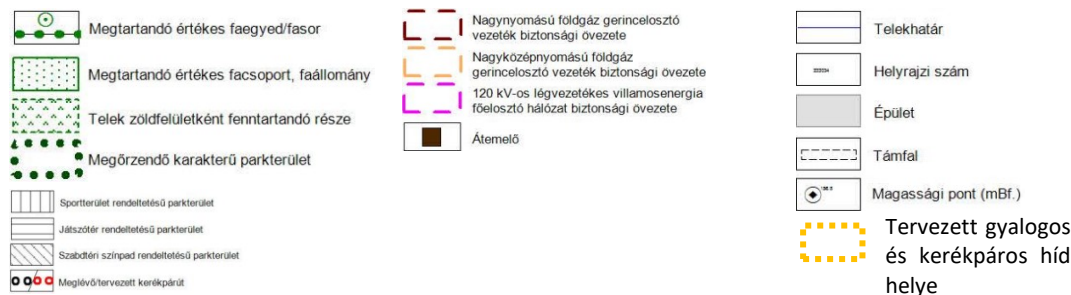 Megtartandó értékes faegyed/fasor
Megtartandó értékes facsoport, faállomány
Telek zöldfelületként fenntartandó része
Megőrzendő karakterű parkterület
Sportterület rendeltetésű parkterület
Játszótér rendeltetésű parkterület
Szabdtéri színpad rendeltetésű parkterület
Meglévő/tervezett kerékpárút
Nagynyomású földgáz gerincelosztó
vezeték biztonsági övezete
Nagyközépnyomású földgáz
gerincelosztó vezeték biztonsági övezete
120 kV-os légvezetékes villamosenergia
főelosztó hálózat biztonsági övezete
Átemelő
Telekhatár
Helyrajzi szám
Épület
Támfal
Magassági pont (mBf.)
Tervezett gyalogos
és kerékpáros híd
helye